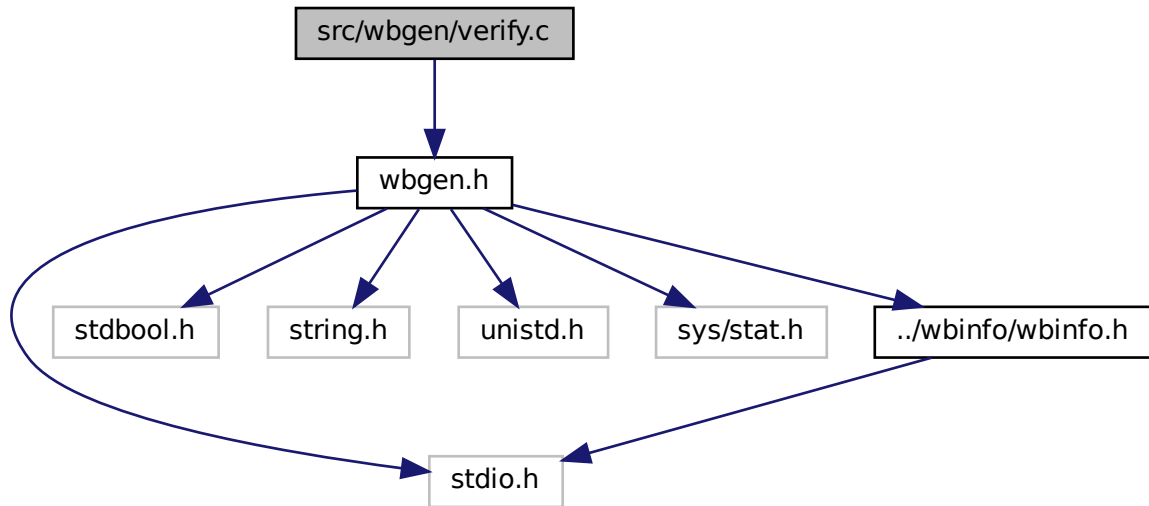 src/wbgen/verify.c
wbgen.h
stdbool.h
string.h
unistd.h
sys/stat.h
../wbinfo/wbinfo.h
stdio.h